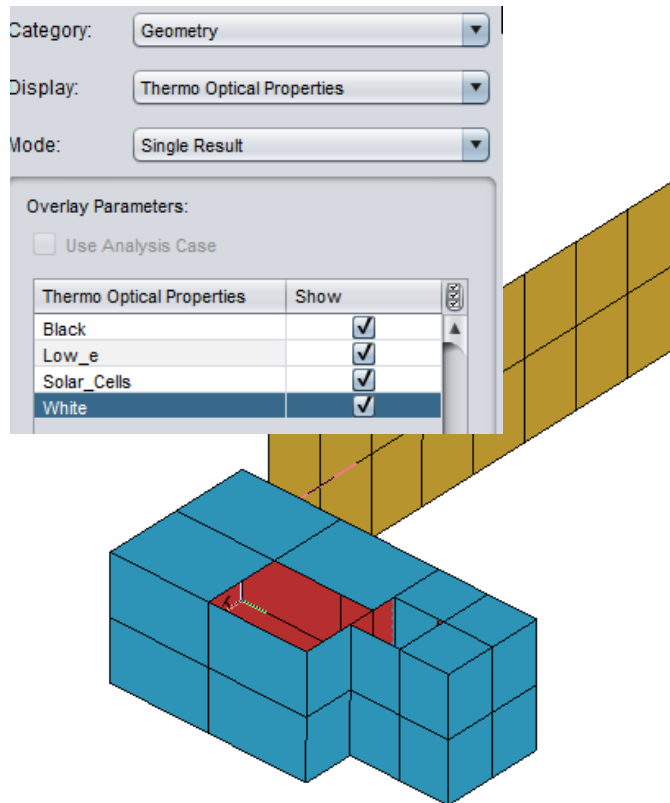 Category: Geometry
Display: Thermo Optical Properties
Mode: Single Result
Overlay Parameters:
Use Analysis Case
Thermo Optical Properties Show
Black
Low_e
Solar_Cells
White